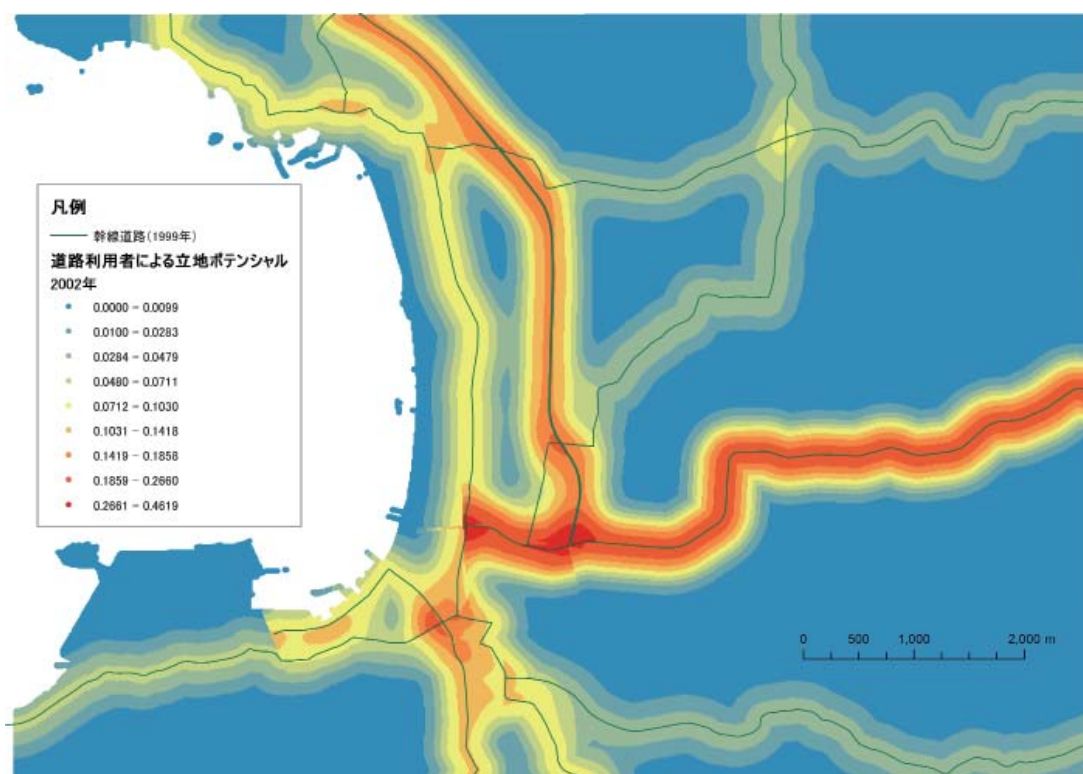 凡例
幹線道路(1999年)
道路利用者による立地ポテンシャル
2002年
0.0000 - 0.0099
0.0100 - 0.0283
0.0284 - 0.0479
0.0480 - 0.0711
0.0712 - 0.1030
0.1031 - 0.1418
0.1419 - 0.1858
0.1859 - 0.2660
0.2661 - 0.4619
0 500 1,000 2,000 m